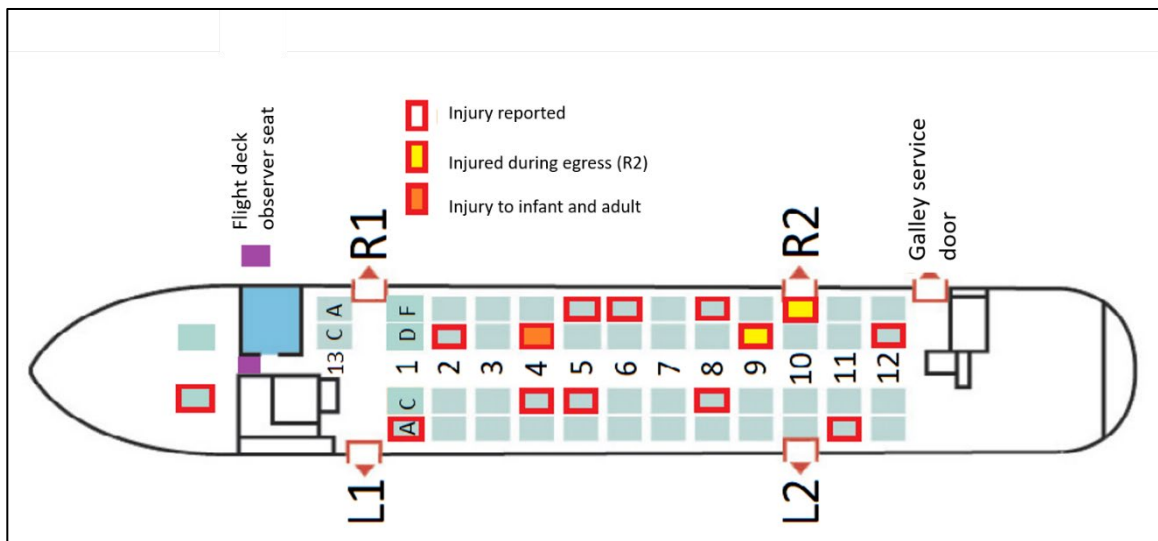 Flight deck
observer seat
Injury reported
Injured during egress (R2)
Injury to infant and adult
R1
R2
Galley service
door
13 C A
1 D F
2 3 4 5 6 7 8 9 10 11 12
A C
L1
L2